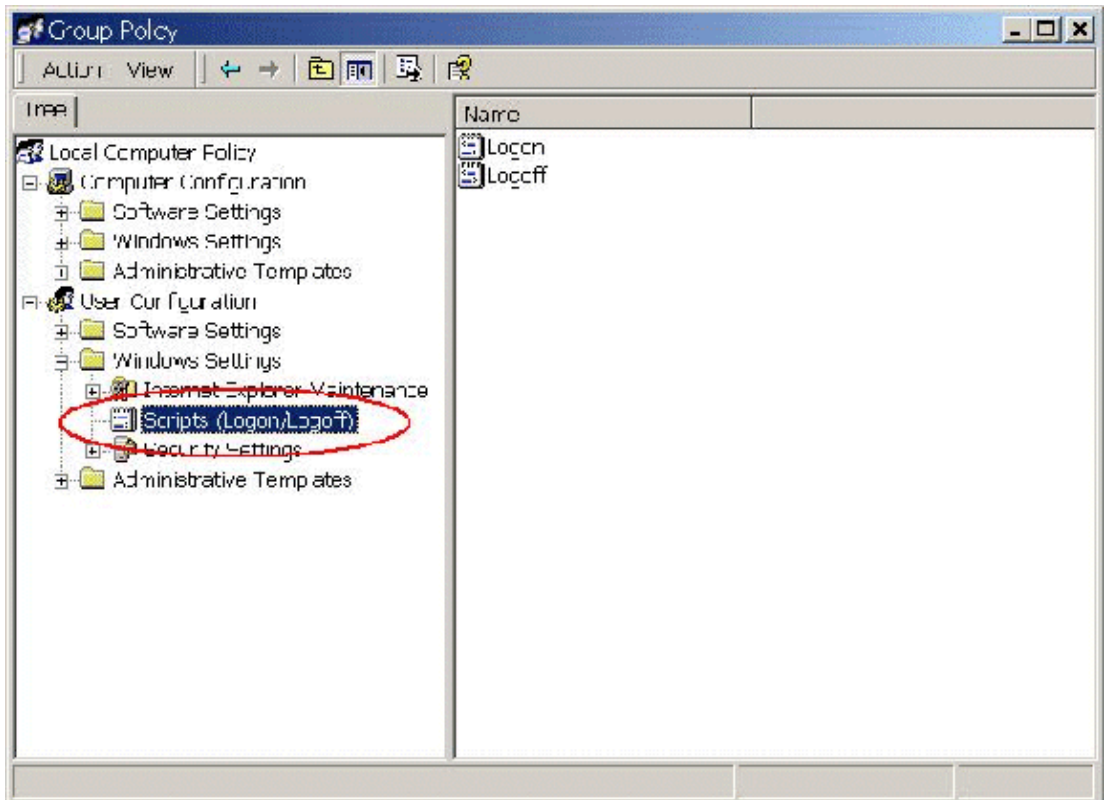 Group Policy
Action View
Tree
Name
Local Computer Policy
Computer Configuration
Software Settings
Windows Settings
Administrative Templates
User Configuration
Software Settings
Windows Settings
Internet Explorer Maintenance
Scripts (Logon/Logoff)
Security Settings
Administrative Templates
Logon
Logoff